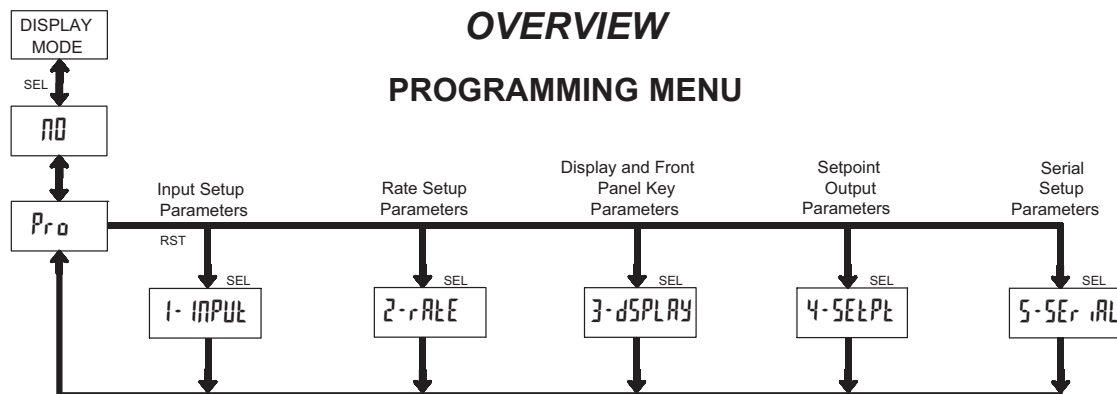 OVERVIEW
PROGRAMMING MENU
DISPLAY
MODE
SEL
NO
Pro
RST
Input Setup
Parameters
SEL
1-INPUt
Rate Setup
Parameters
SEL
2-rAtE
Display and Front
Panel Key
Parameters
SEL
3-dSPLAY
Setpoint
Output
Parameters
SEL
4-SEtPt
Serial
Setup
Parameters
SEL
5-SEriAL